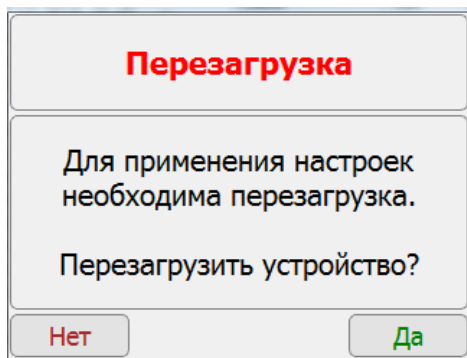 Перезагрузка
Для применения настроек
необходима перезагрузка.
Перезагрузить устройство?
Нет
Да